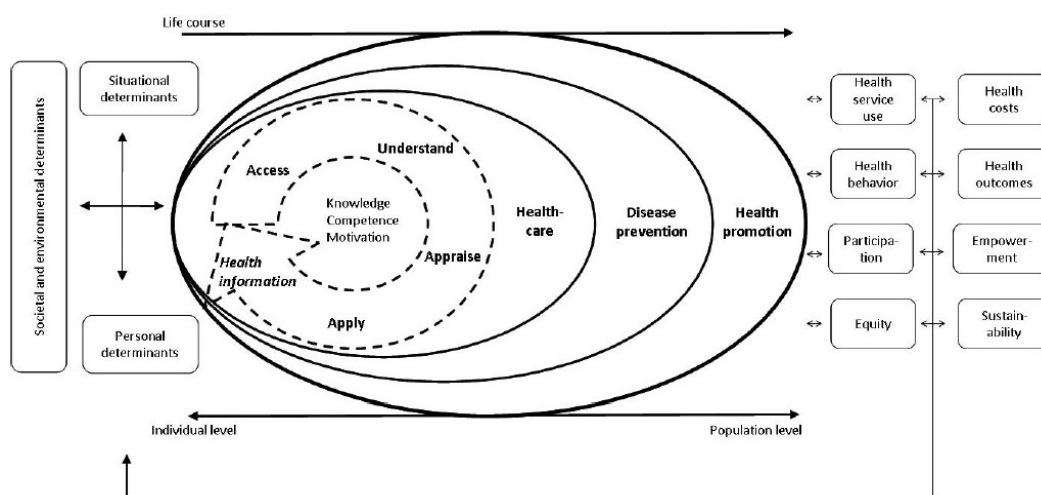 Life course
Societal and environmental determinants
Situational
determinants
Personal
determinants
Access
Understand
Knowledge
Competence
Motivation
Health
information
Appraise
Apply
Health-
care
Disease
prevention
Health
promotion
Health
service
use
Health
costs
Health
behavior
Health
outcomes
Participa-
tion
Empower-
ment
Equity
Sustain-
ability
Individual level
Population level